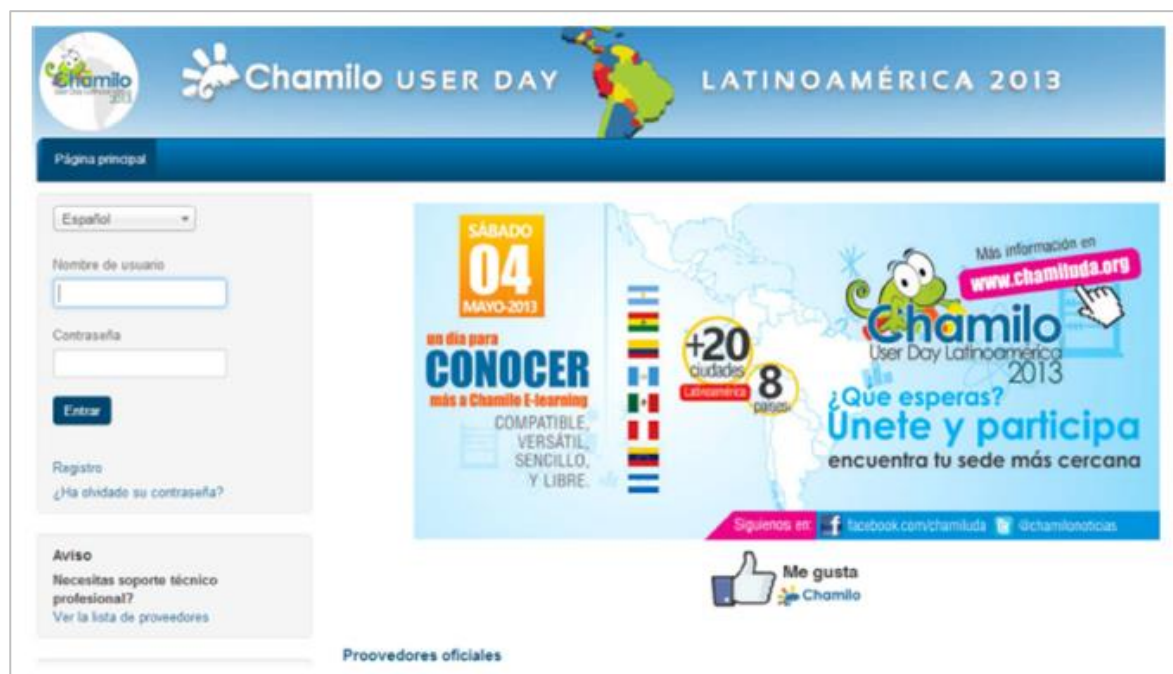 Chamilo
Chamilo USER DAY LATINOAMÉRICA 2013
Página principal
Español
Nombre de usuario
Contraseña
Entrar
Registro
¿Ha olvidado su contraseña?
Aviso
Necesitas soporte técnico
profesional?
Ver la lista de proveedores
SÁBADO
04
MAYO-2013
un día para
CONOCER
más a Chamilo E-learning
COMPATIBLE,
VERSÁTIL,
SENCILLO,
Y LIBRE.
+20
ciudades
Latinoamérica
8
países
Más información en
www.chamiluda.org
Chamilo
User Day Latinoamérica
2013
¿Que esperas?
Únete y participa
encuentra tu sede más cercana
Siguenos en:
facebook.com/chamiluda
@chamilonoticias
Me gusta
Chamilo
Proovedores oficiales